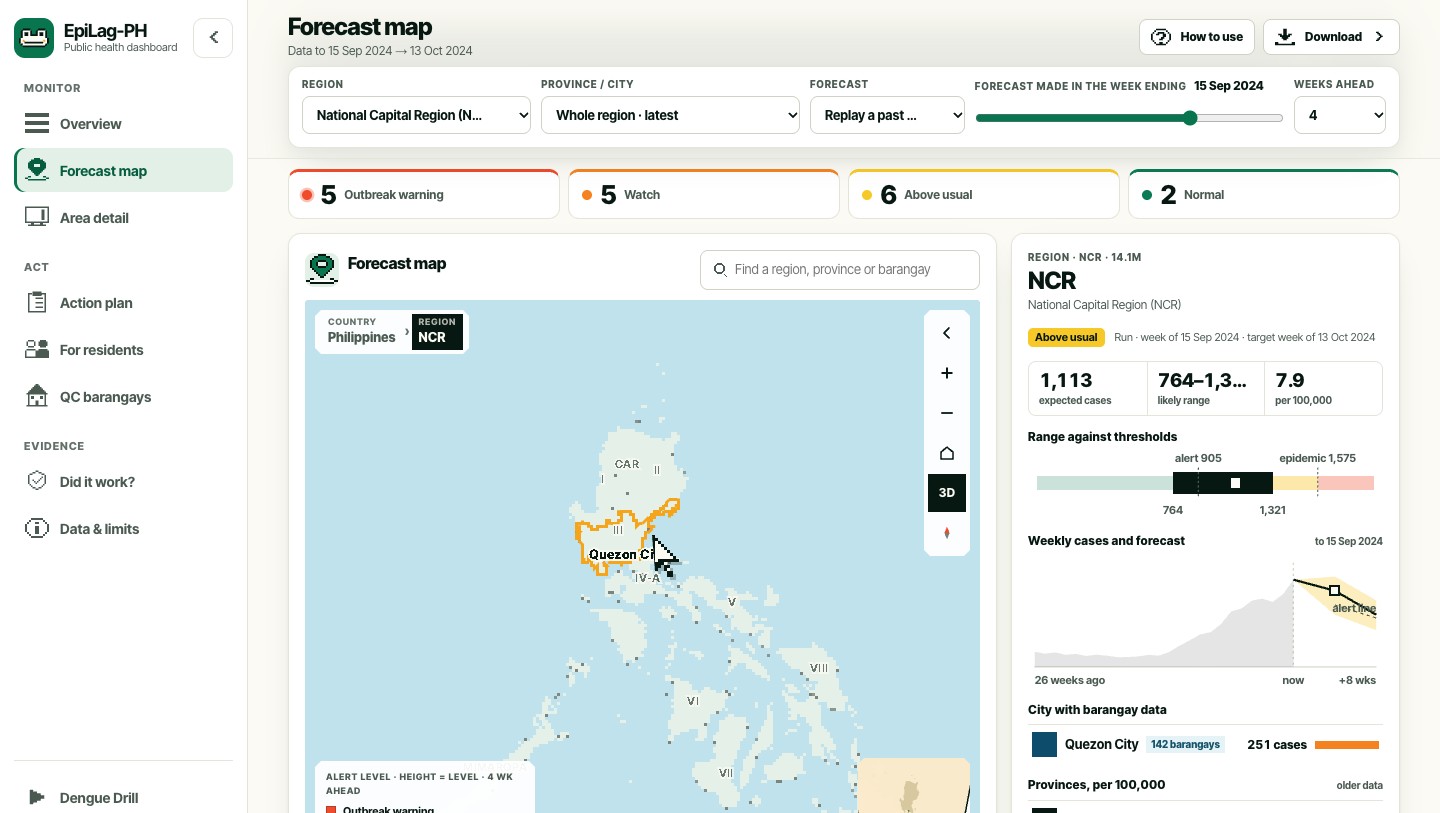 EpiLag-PH
Public health dashboard
MONITOR
Overview
Forecast map
Area detail
ACT
Action plan
For residents
QC barangays
EVIDENCE
Did it work?
Data & limits
Dengue Drill
Forecast map
Data to 15 Sep 2024 → 13 Oct 2024
How to use
Download
REGION
National Capital Region (N...
PROVINCE / CITY
Whole region · latest
FORECAST
Replay a past ...
FORECAST MADE IN THE WEEK ENDING 15 Sep 2024
WEEKS AHEAD
4
5 Outbreak warning
5 Watch
6 Above usual
2 Normal
Forecast map
Find a region, province or barangay
COUNTRY
Philippines
›
REGION
NCR
3D
CAR
II
I
III
Quezon Ci
IV-A
V
VIII
VI
VII
ALERT LEVEL · HEIGHT = LEVEL · 4 WK
AHEAD
Outbreak warning
REGION · NCR · 14.1M
NCR
National Capital Region (NCR)
Above usual
Run · week of 15 Sep 2024 · target week of 13 Oct 2024
1,113
expected cases
764–1,3...
likely range
7.9
per 100,000
Range against thresholds
alert 905
epidemic 1,575
764
1,321
Weekly cases and forecast
to 15 Sep 2024
alert line
26 weeks ago
now
+8 wks
City with barangay data
Quezon City
142 barangays
251 cases
Provinces, per 100,000
older data